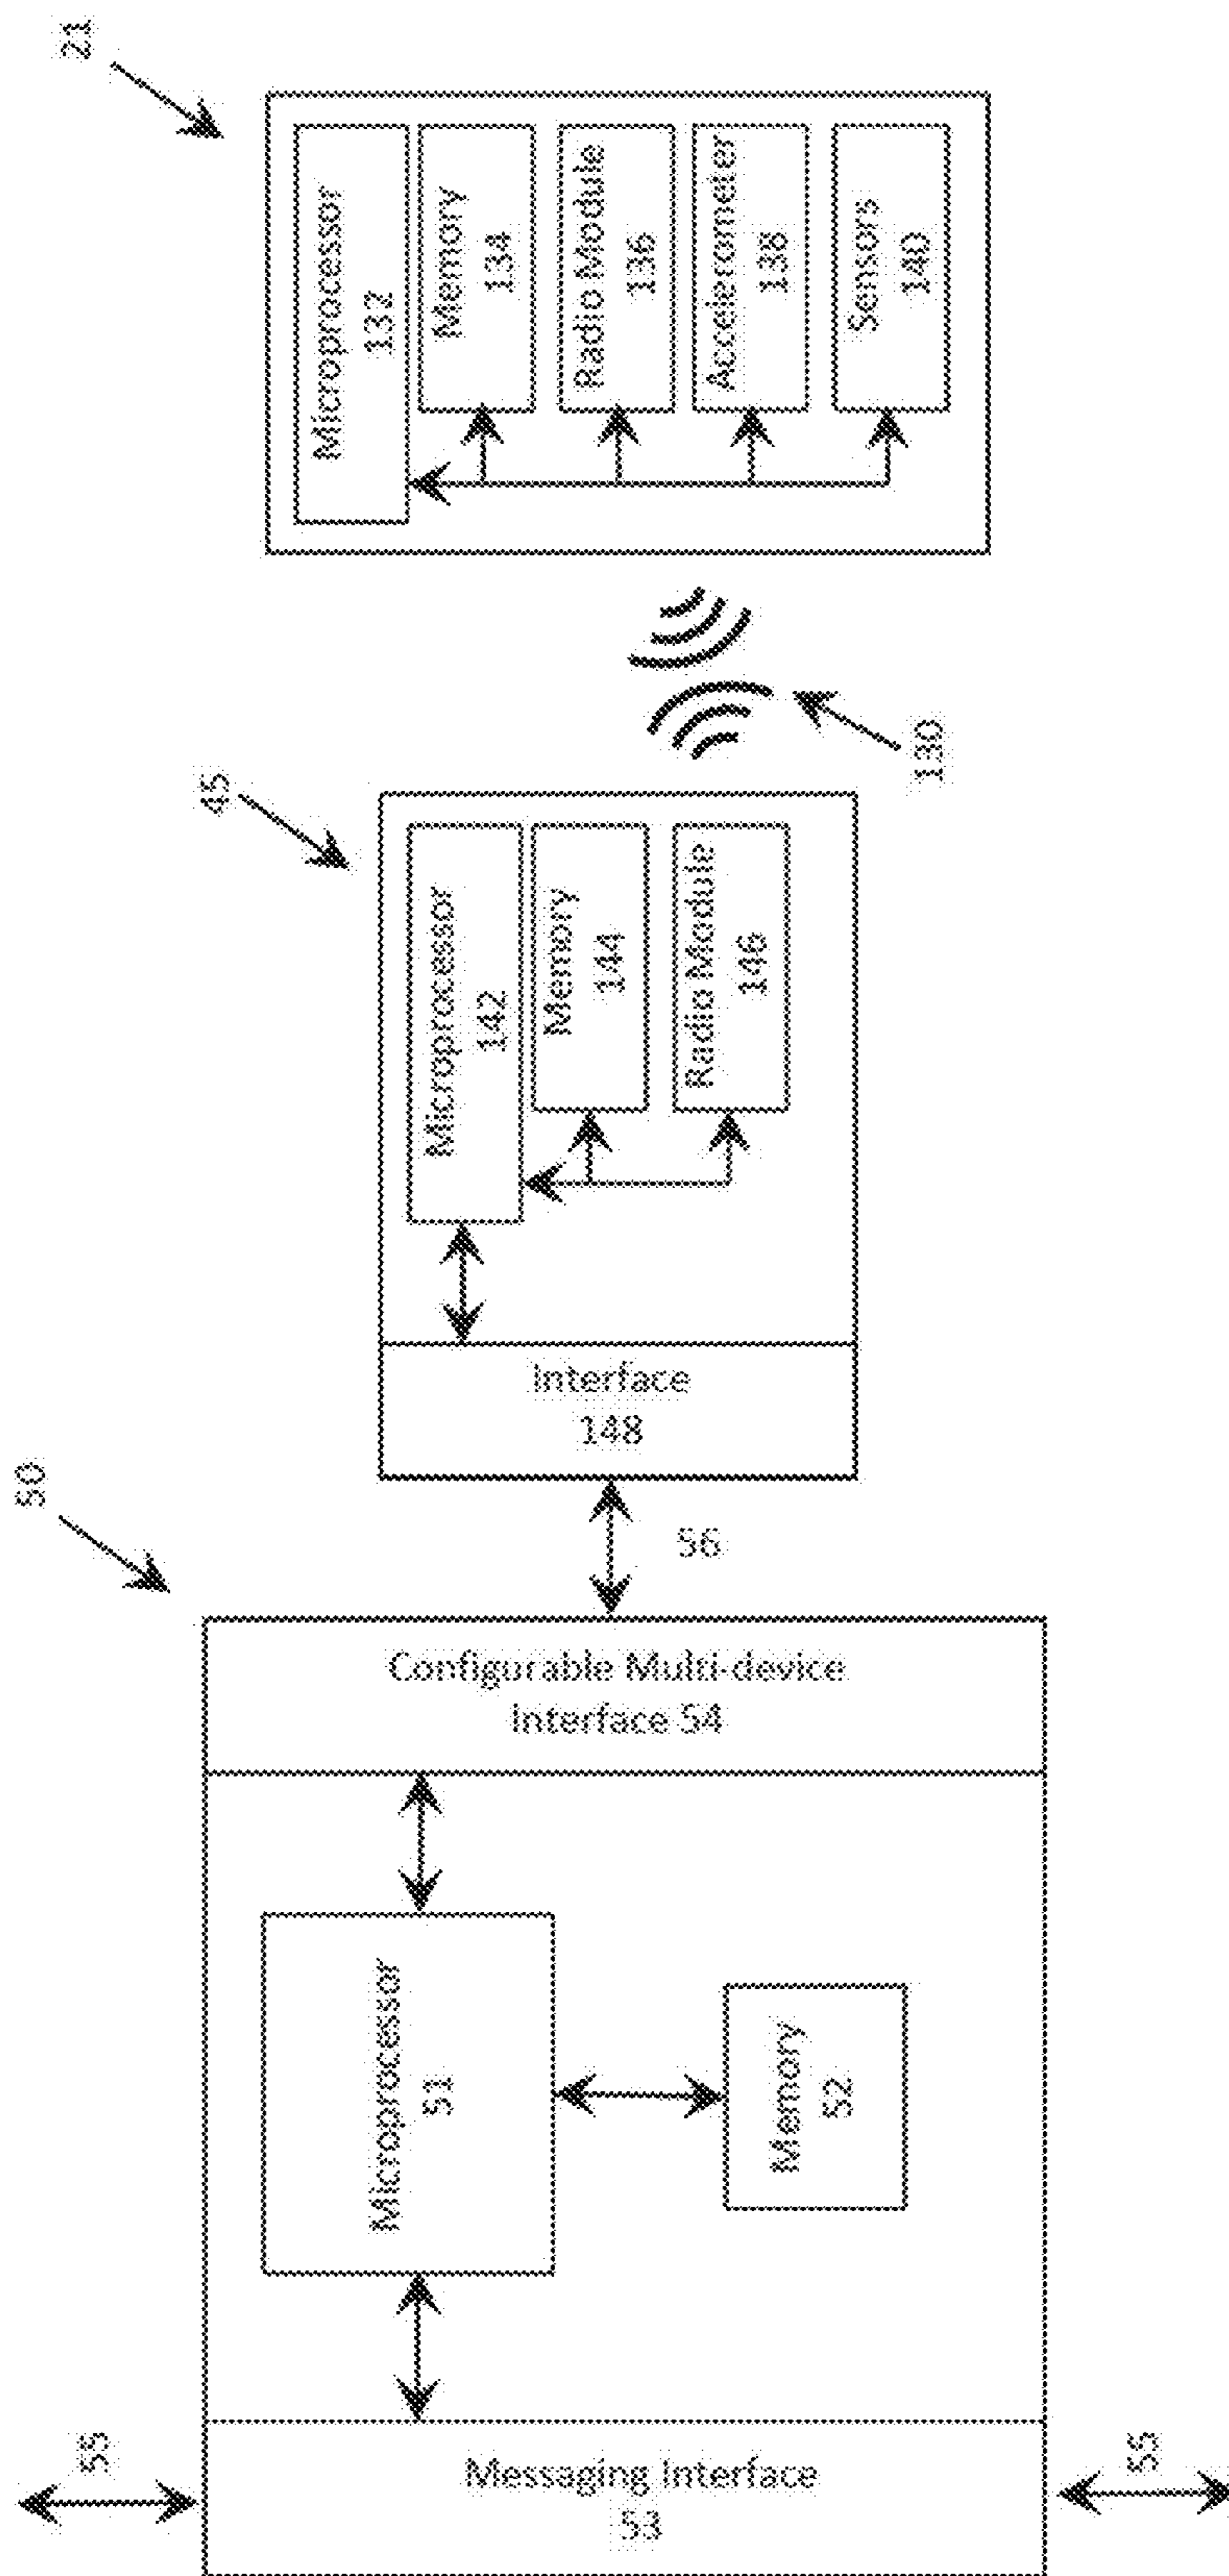 21
Microprocessor
132
Memory
134
Radio Module
136
Accelerometer
138
Sensors
140
130
45
Microprocessor
142
Memory
144
Radio Module
146
Interface
148
56
50
Configurable Multi-device
Interface 54
Microprocessor
51
Memory
52
Messaging Interface
53
55
55